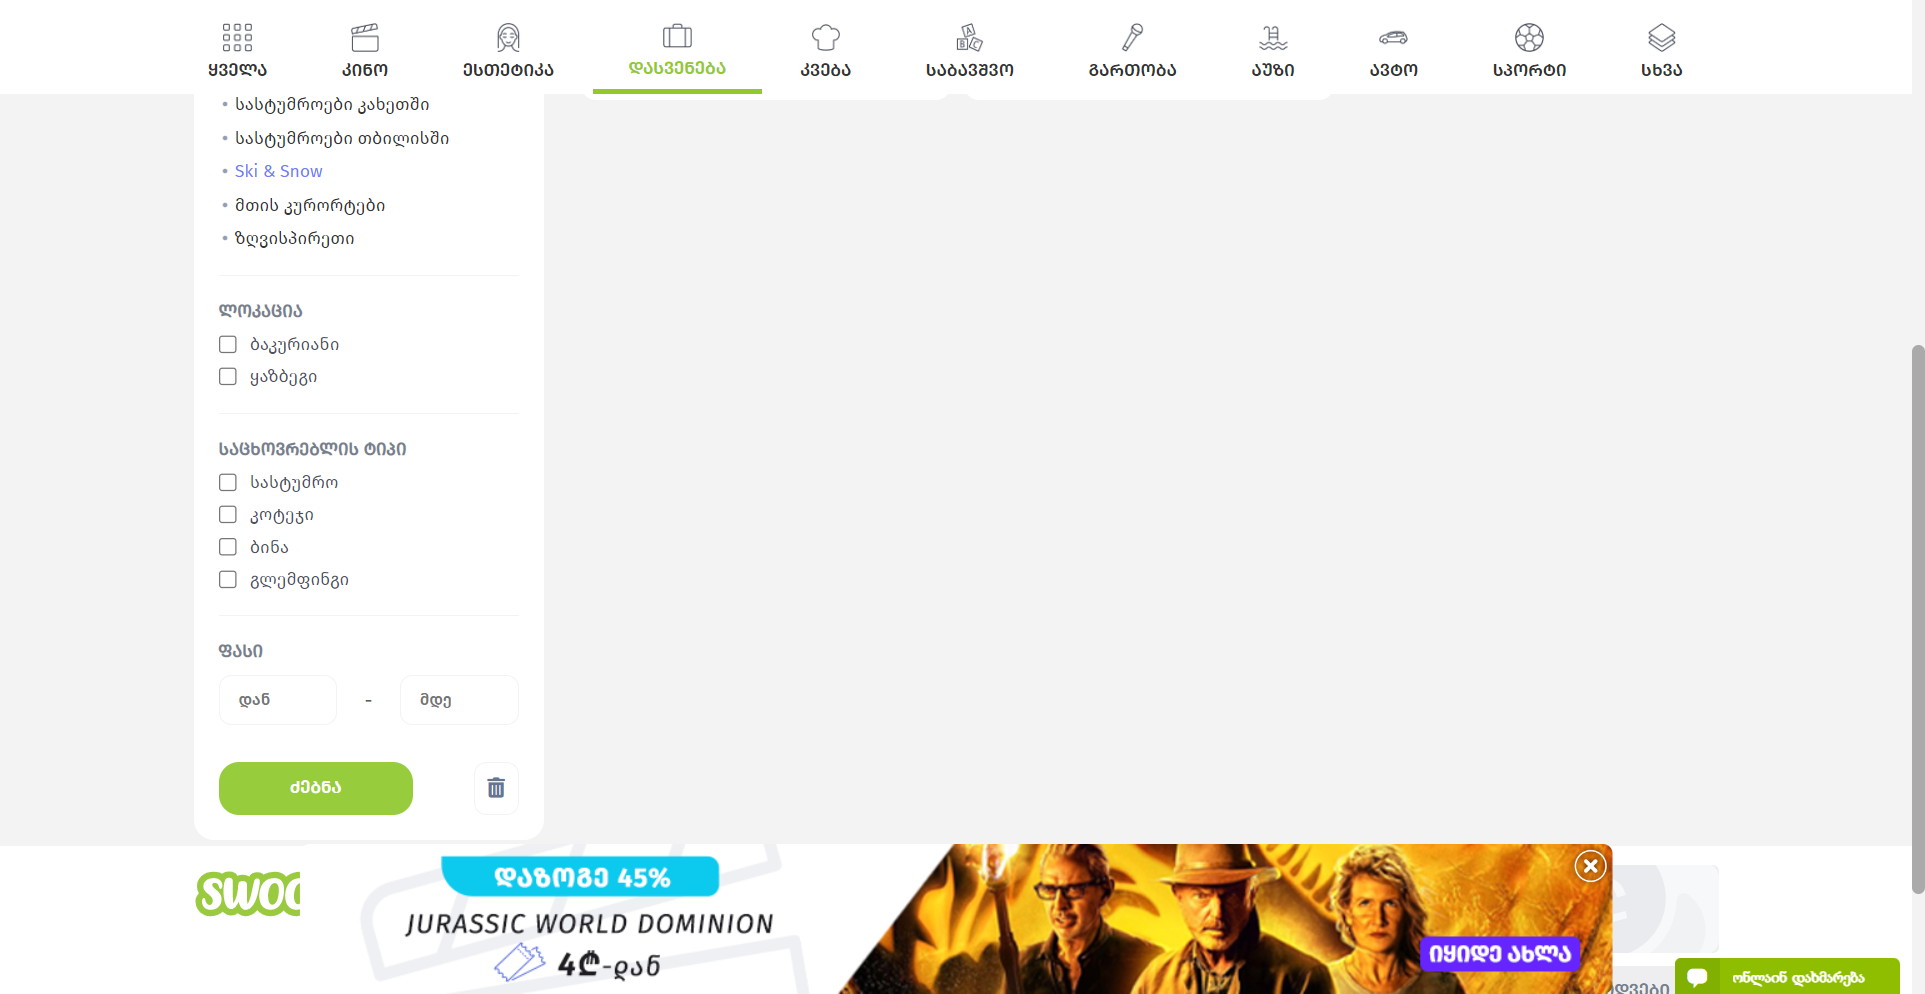 ყველა
კინო
ესთეტიკა
დასვენება
კვება
საბავშვო
გართობა
აუზი
ავტო
სპორტი
სხვა
• სასტუმროები კახეთში
• სასტუმროები თბილისში
• Ski & Snow
• მთის კურორტები
• ზღვისპირეთი
ლოკაცია
ბაკურიანი
ყაზბეგი
საცხოვრებლის ტიპი
სასტუმრო
კოტეჯი
ბინა
გლემფინგი
ფასი
დან - მდე
ძებნა
დაზოგე 45%
JURASSIC WORLD DOMINION
4₾-დან
იყიდე ახლა
ონლაინ დახმარება